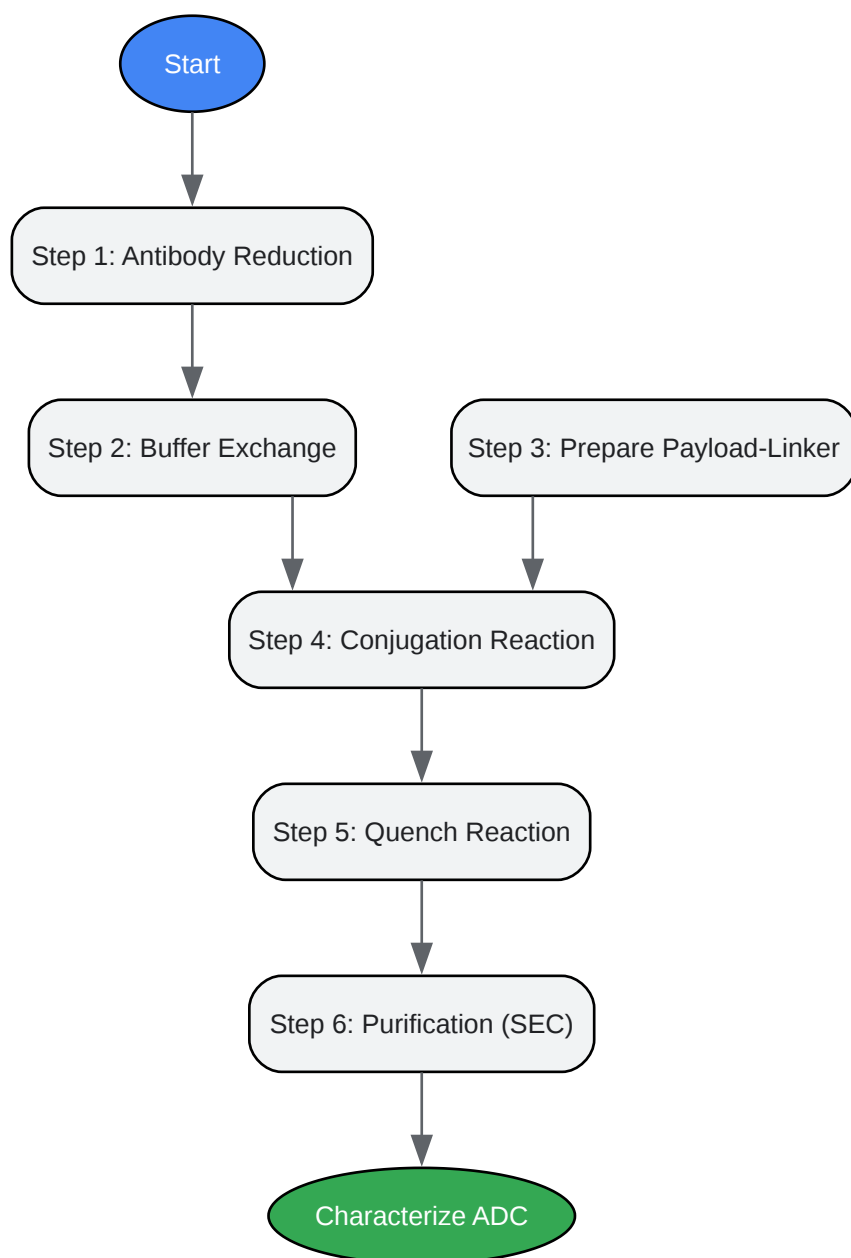 Start
Step 1: Antibody Reduction
Step 2: Buffer Exchange
Step 3: Prepare Payload-Linker
Step 4: Conjugation Reaction
Step 5: Quench Reaction
Step 6: Purification (SEC)
Characterize ADC